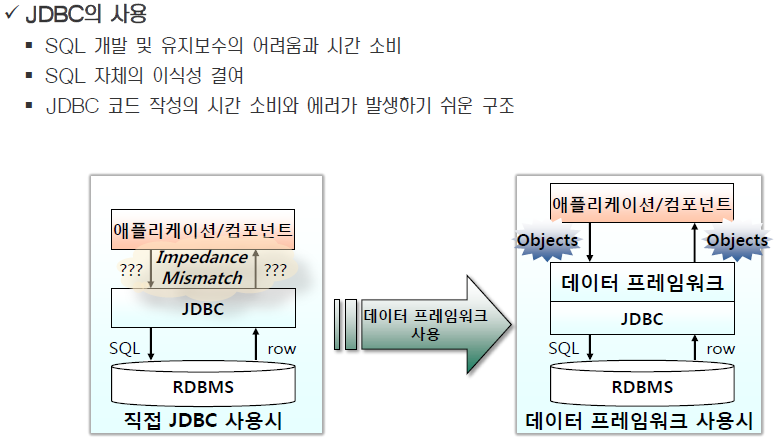 ✓ JDBC의 사용
▪ SQL 개발 및 유지보수의 어려움과 시간 소비
▪ SQL 자체의 이식성 결여
▪ JDBC 코드 작성의 시간 소비와 에러가 발생하기 쉬운 구조
애플리케이션/컴포넌트
??? Impedance Mismatch ???
JDBC
SQL row
RDBMS
직접 JDBC 사용시
데이터 프레임워크
사용
애플리케이션/컴포넌트
Objects Objects
데이터 프레임워크
JDBC
SQL row
RDBMS
데이터 프레임워크 사용시